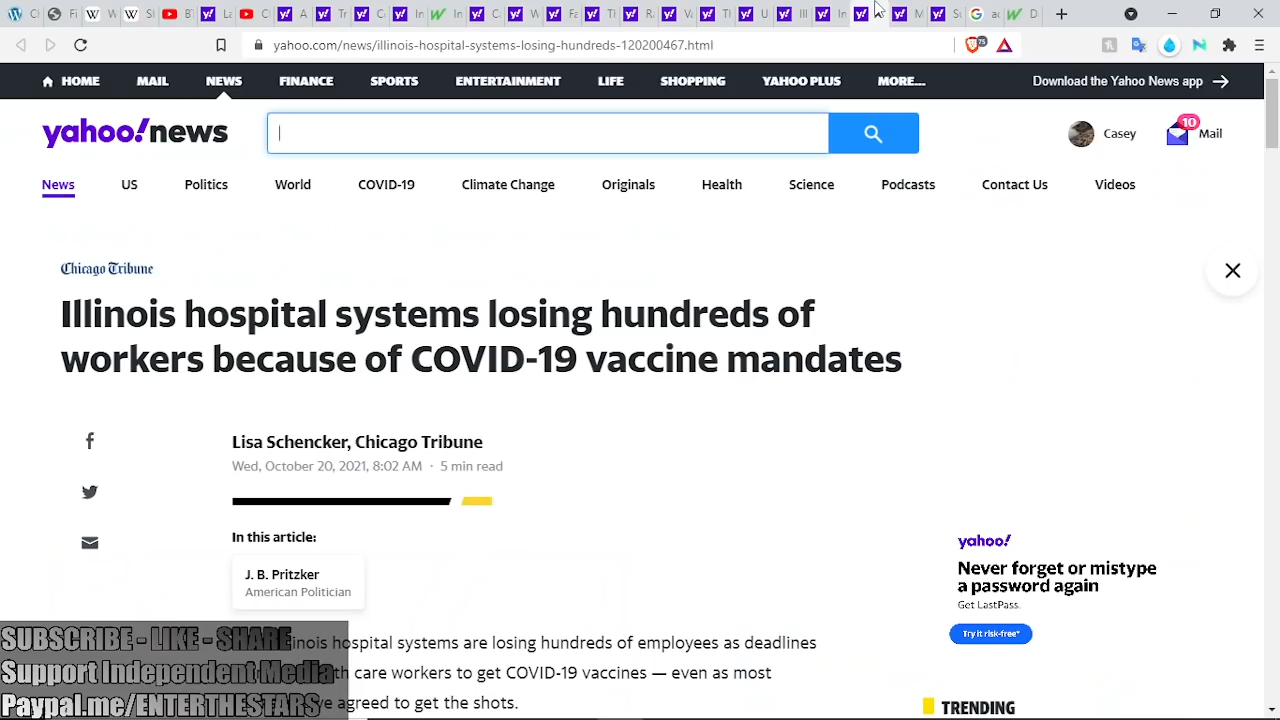 yahoo.com/news/illinois-hospital-systems-losing-hundreds-120200467.html
75
HOME MAIL NEWS FINANCE SPORTS ENTERTAINMENT LIFE SHOPPING YAHOO PLUS MORE... Download the Yahoo News app
yahoo!news
Casey
10
Mail
News US Politics World COVID-19 Climate Change Originals Health Science Podcasts Contact Us Videos
Chicago Tribune
Illinois hospital systems losing hundreds of
workers because of COVID-19 vaccine mandates
Lisa Schencker, Chicago Tribune
Wed, October 20, 2021, 8:02 AM · 5 min read
In this article:
J. B. Pritzker
American Politician
yahoo!
Never forget or mistype
a password again
Get LastPass.
Try it risk-free*
hospital systems are losing hundreds of employees as deadlines
care workers to get COVID-19 vaccines — even as most
agreed to get the shots.
TRENDING
SUBSCRIBE - LIKE - SHARE
Support Independent Media
Paypal.me/ENTERTHESTARS